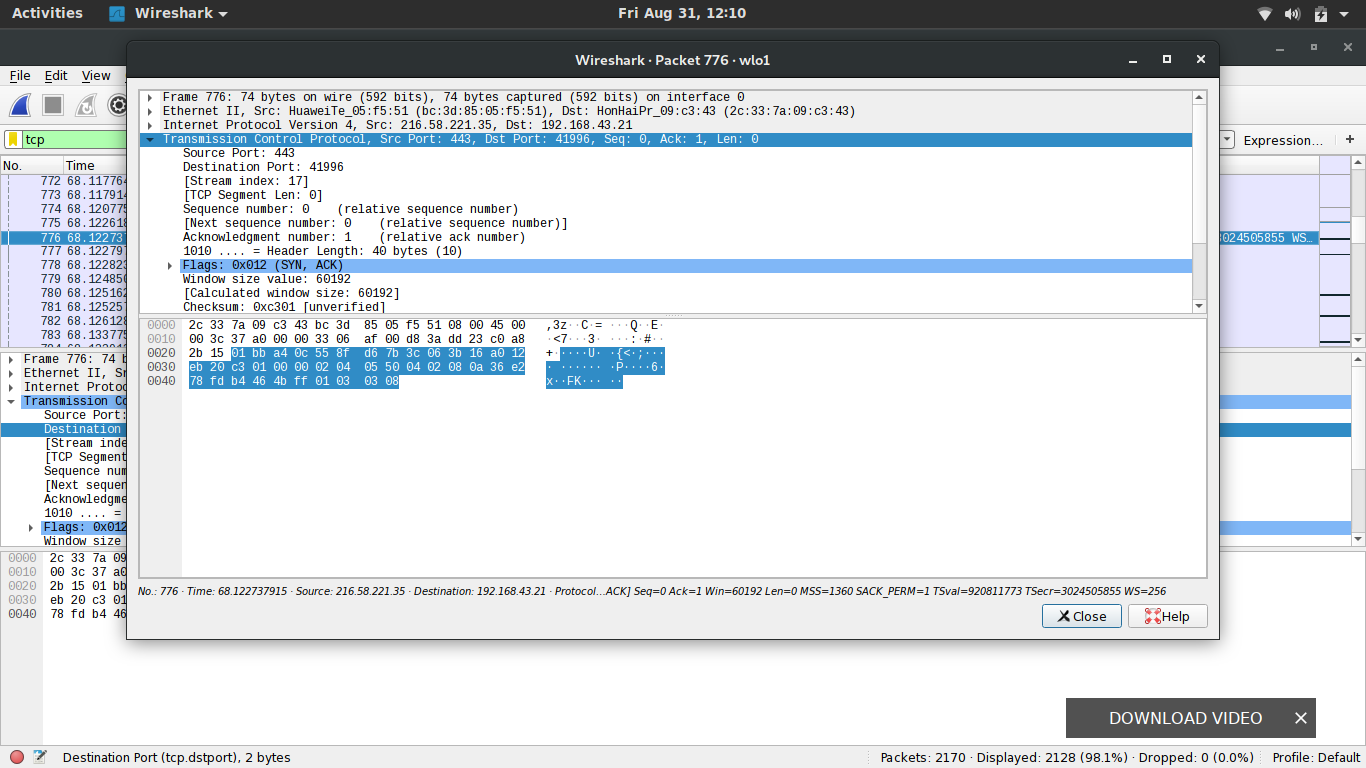 Activities Wireshark Fri Aug 31, 12:10
Wireshark · Packet 776 · wlo1
File Edit View
tcp
Expression… +
No. Time
772 68.117764
773 68.117914
774 68.120775
775 68.122618
776 68.122737
777 68.122797
778 68.122823
779 68.124850
780 68.125162
781 68.125257
782 68.126128
783 68.133775
3024505855 WS…
Frame 776: 74 bytes on wire (592 bits), 74 bytes captured (592 bits) on interface 0
Ethernet II, Src: HuaweiTe_05:f5:51 (bc:3d:85:05:f5:51), Dst: HonHaiPr_09:c3:43 (2c:33:7a:09:c3:43)
Internet Protocol Version 4, Src: 216.58.221.35, Dst: 192.168.43.21
Transmission Control Protocol, Src Port: 443, Dst Port: 41996, Seq: 0, Ack: 1, Len: 0
Source Port: 443
Destination Port: 41996
[Stream index: 17]
[TCP Segment Len: 0]
Sequence number: 0 (relative sequence number)
[Next sequence number: 0 (relative sequence number)]
Acknowledgment number: 1 (relative ack number)
1010 .... = Header Length: 40 bytes (10)
Flags: 0x012 (SYN, ACK)
Window size value: 60192
[Calculated window size: 60192]
Checksum: 0xc301 [unverified]
0000 2c 33 7a 09 c3 43 bc 3d 85 05 f5 51 08 00 45 00 ,3z··C·= ···Q··E·
0010 00 3c 37 a0 00 00 33 06 af 00 d8 3a dd 23 c0 a8 ·<7···3· ···:·#··
0020 2b 15 01 bb a4 0c 55 8f d6 7b 3c 06 3b 16 a0 12 +·····U· ·{<·;···
0030 eb 20 c3 01 00 00 02 04 05 50 04 02 08 0a 36 e2 · ······ ·P····6·
0040 78 fd b4 46 4b ff 01 03 03 08 x··FK··· ··
No.: 776 · Time: 68.122737915 · Source: 216.58.221.35 · Destination: 192.168.43.21 · Protocol…ACK] Seq=0 Ack=1 Win=60192 Len=0 MSS=1360 SACK_PERM=1 TSval=920811773 TSecr=3024505855 WS=256
Close Help
Frame 776: 74 b
Ethernet II, Sr
Internet Protoc
Transmission Co
Source Port:
Destination
[Stream inde
[TCP Segment
Sequence num
[Next sequen
Acknowledgme
1010 .... =
Flags: 0x012
Window size
0000 2c 33 7a 09
0010 00 3c 37 a0
0020 2b 15 01 bb
0030 eb 20 c3 01
0040 78 fd b4 46
DOWNLOAD VIDEO
Destination Port (tcp.dstport), 2 bytes Packets: 2170 · Displayed: 2128 (98.1%) · Dropped: 0 (0.0%) Profile: Default